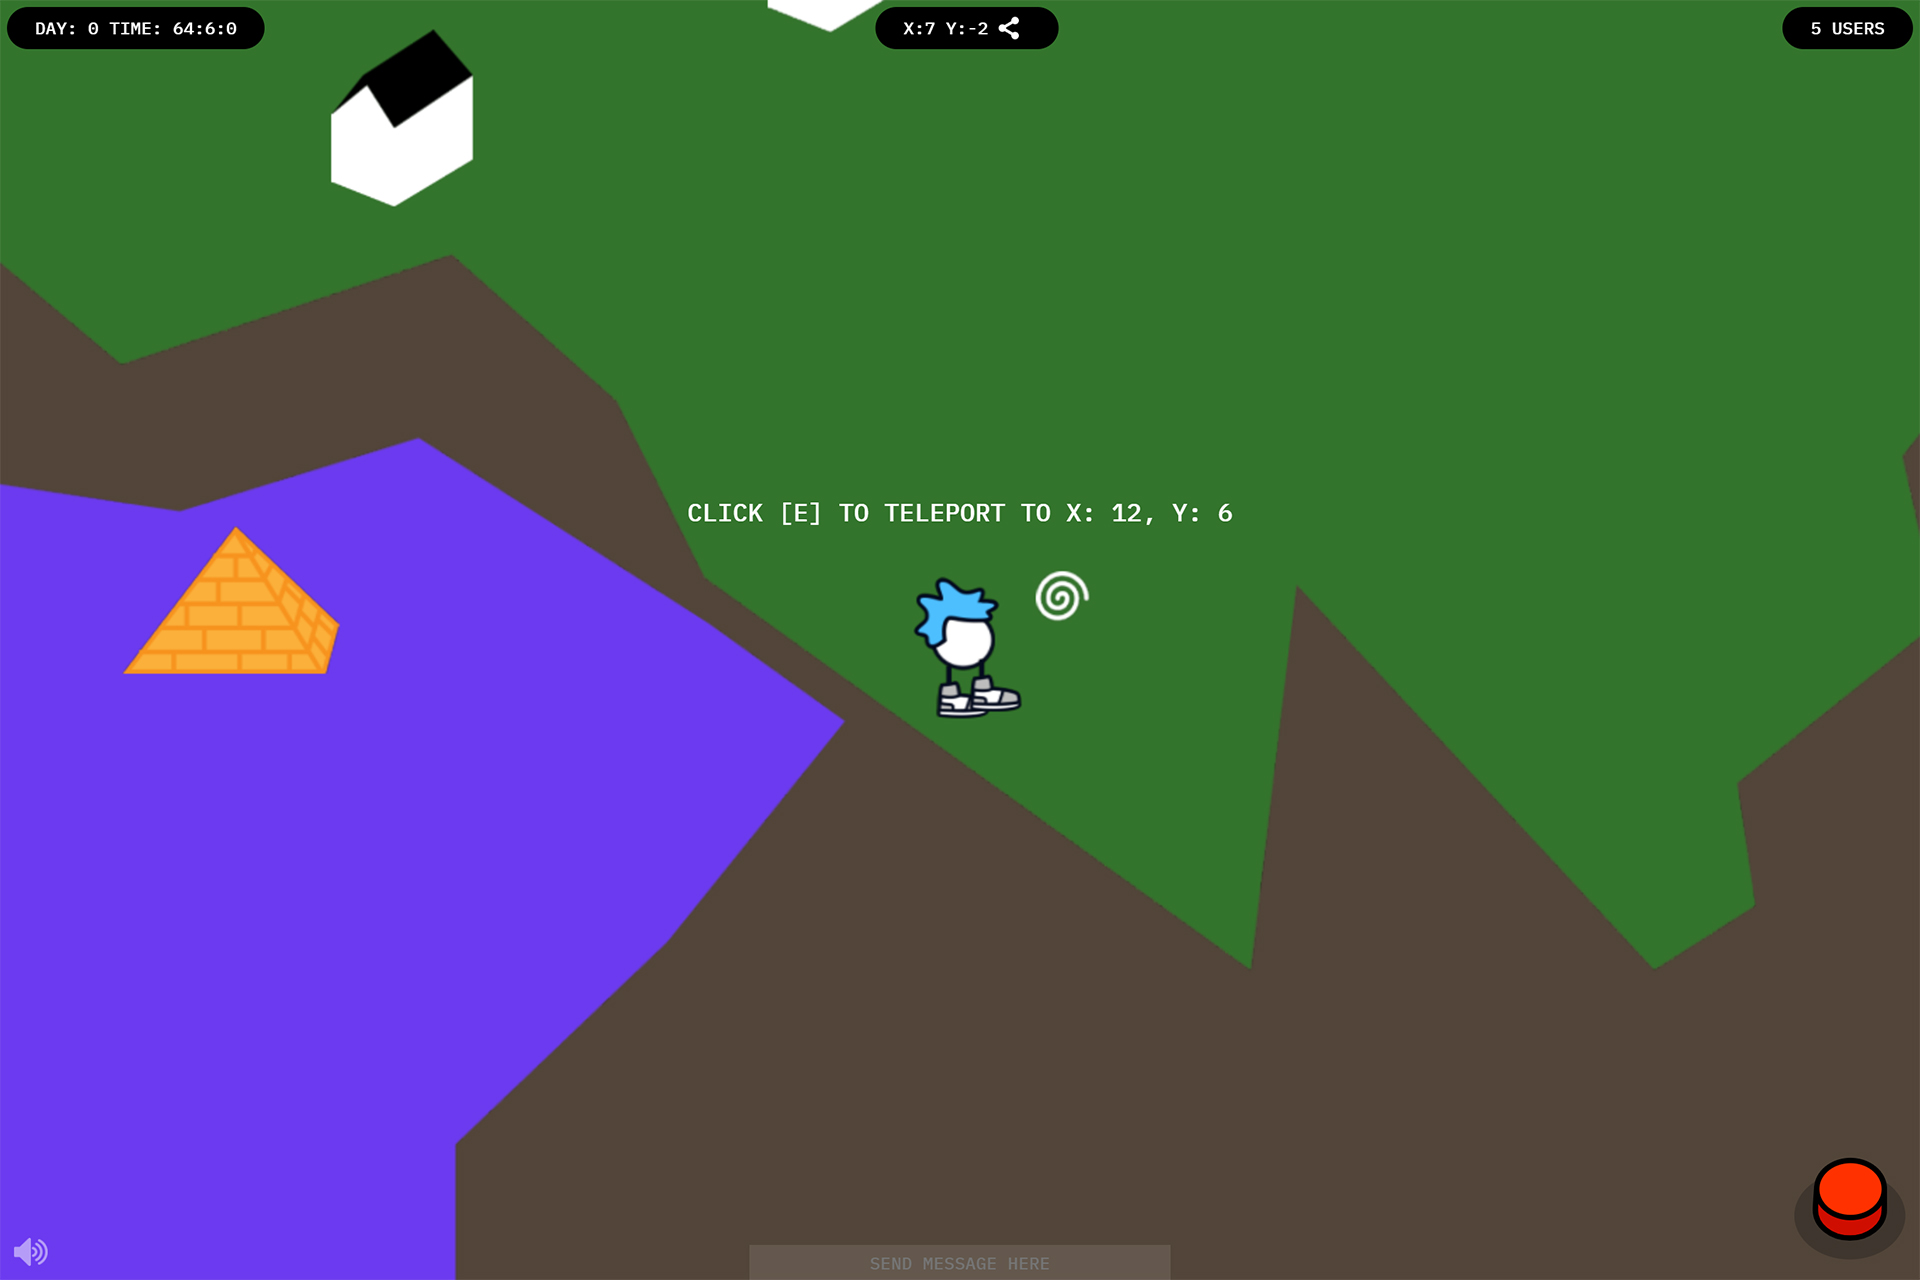 DAY: 0 TIME: 64:6:0
X:7 Y:-2
5 USERS
CLICK [E] TO TELEPORT TO X: 12, Y: 6
SEND MESSAGE HERE